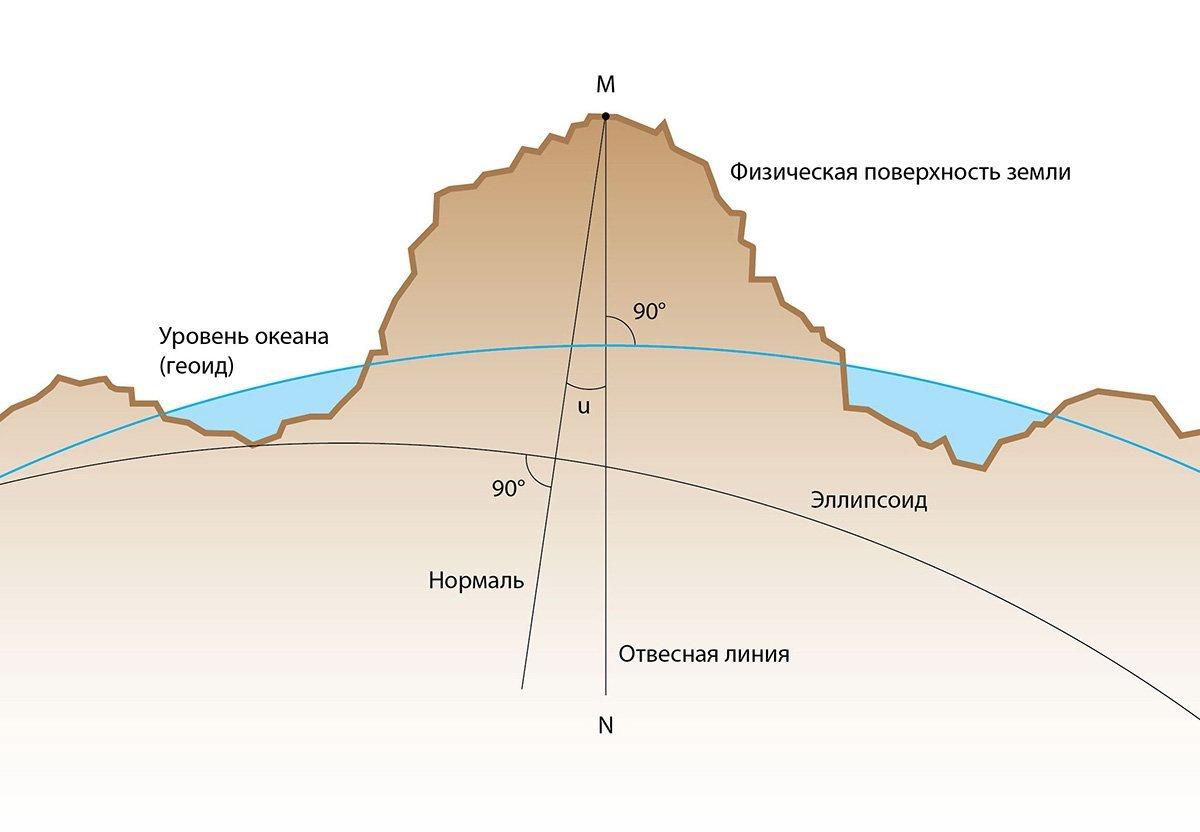 M
Физическая поверхность земли
90°
Уровень океана
(геоид)
u
90°
Эллипсоид
Нормаль
Отвесная линия
N